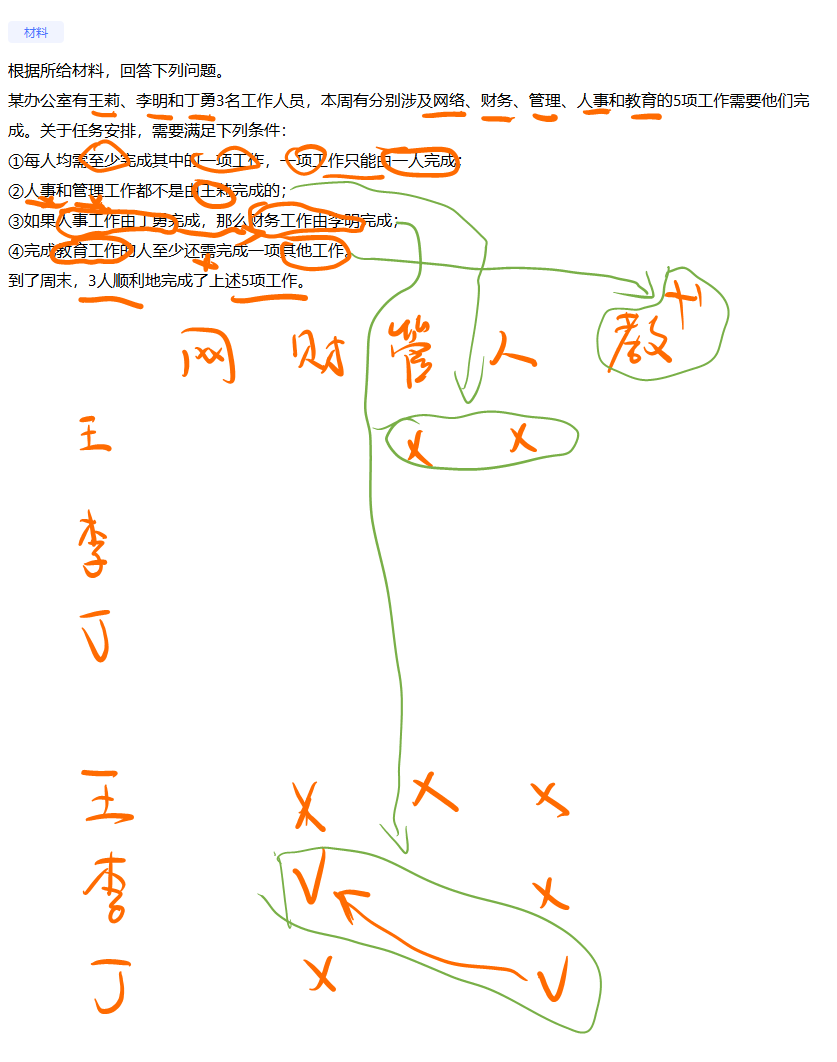 材料
根据所给材料，回答下列问题。
某办公室有王莉、李明和丁勇3名工作人员，本周有分别涉及网络、财务、管理、人事和教育的5项工作需要他们完
成。关于任务安排，需要满足下列条件：
①每人均需至少完成其中的一项工作，一项工作只能由一人完成；
②人事和管理工作都不是由王莉完成的；
③如果人事工作由丁勇完成，那么财务工作由李明完成；
④完成教育工作的人至少还需完成一项其他工作。
到了周末，3人顺利地完成了上述5项工作。
网 财 管 人 教 +1
王 X X
李
丁
王 X X X
李 √ X
丁 X √